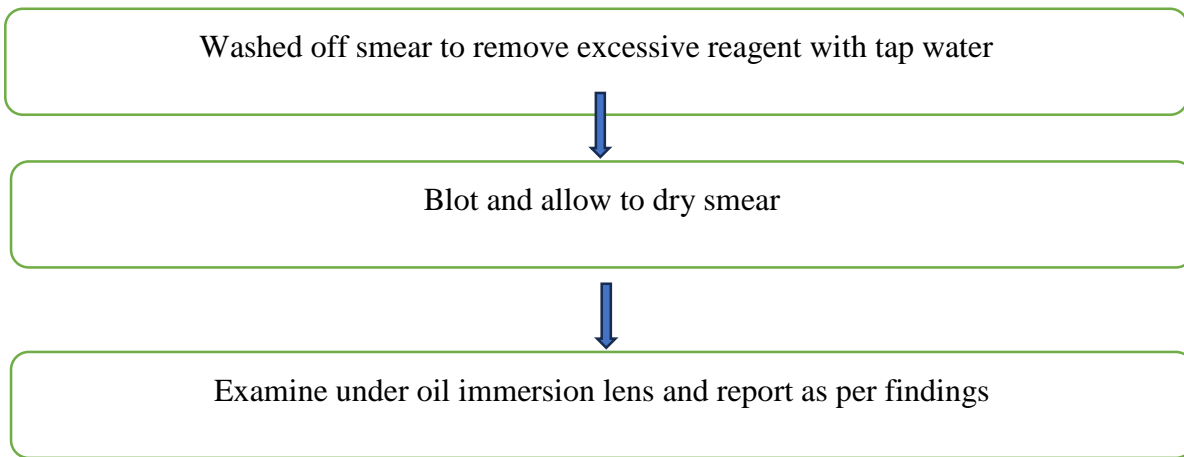 Washed off smear to remove excessive reagent with tap water
Blot and allow to dry smear
Examine under oil immersion lens and report as per findings